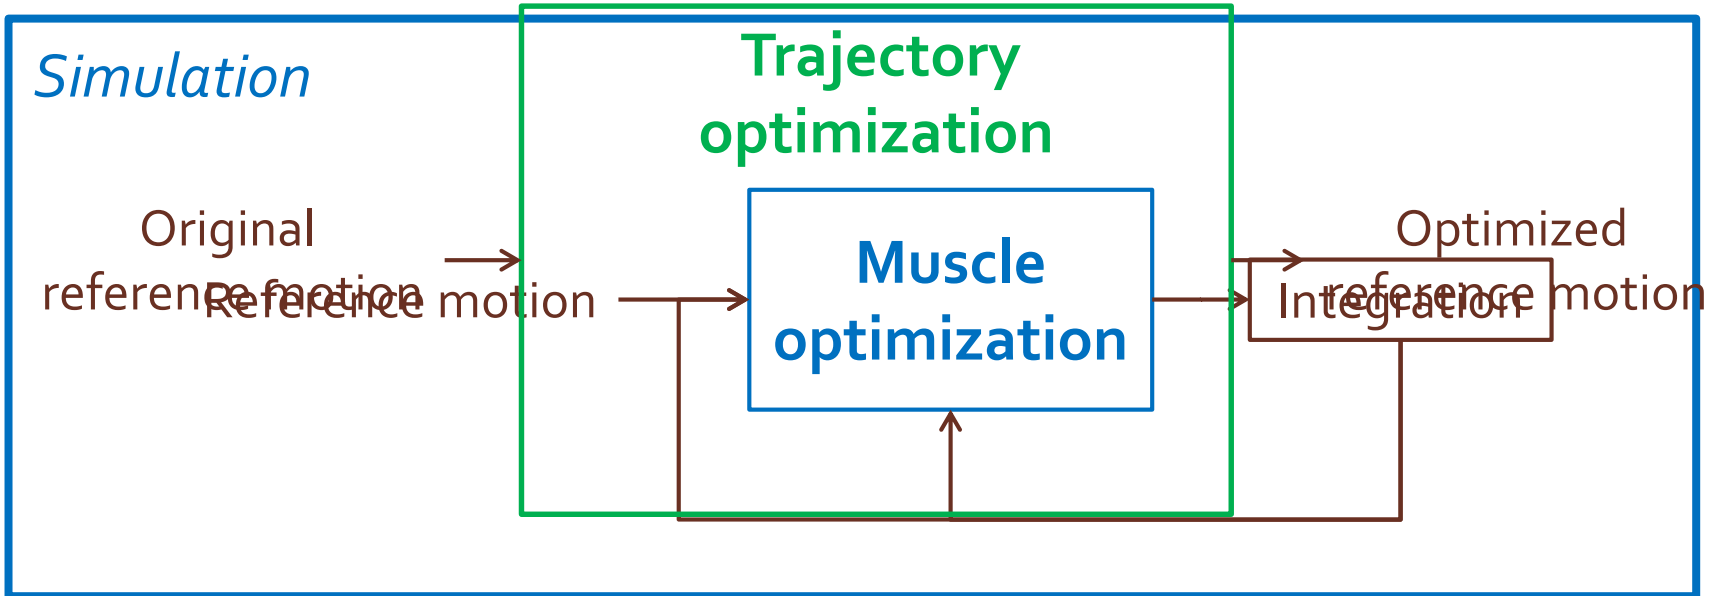 Simulation
Trajectory
optimization
Original
reference motion
Reference motion
Muscle
optimization
Integration
Optimized
reference motion